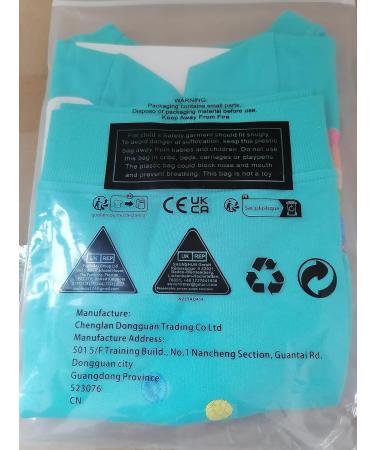 WARNING:
Packaging contains small parts.
Dispose of packaging material before use.
Keep Away From Fire
For child's Safety,garment should fit snugly.
To avoid danger of suffocation, keep this plastic
bag away from babies and children. Do not use
this bag in cribs, beds, carriages or playpens.
The plastic bag could block nose and mouth
and prevent breathing. This bag is not a toy
CE UK CA
UK REP
UK REP
SHUNSHUN GmbH
Manufacture:
Chenglan Dongguan Trading Co Ltd
Manufacture Address:
501 5/F Training Build., No.1 Nancheng Section, Guantai Rd.
Dongguan city
Guangdong Province
523076
CN